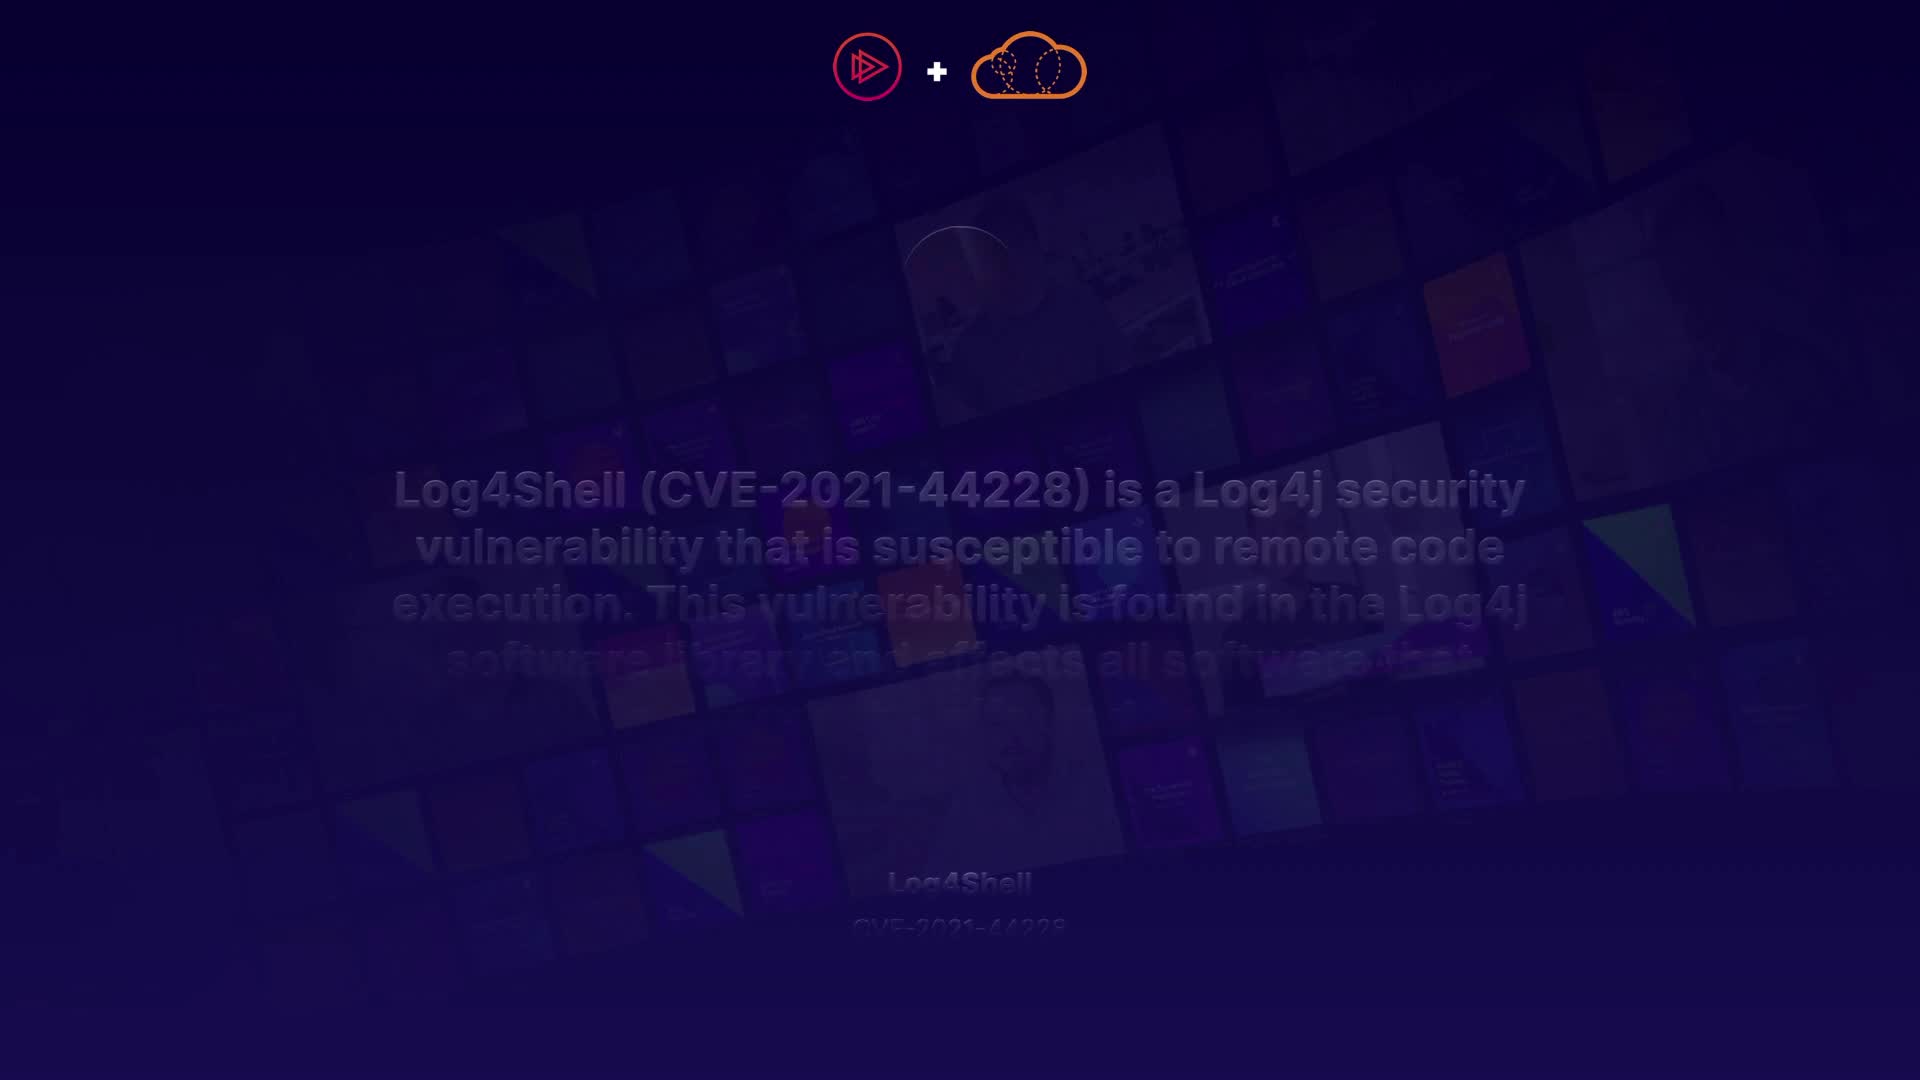 Log4Shell (CVE-2021-44228) is a Log4j security
vulnerability that is susceptible to remote code
execution. This vulnerability is found in the Log4j
software library and affects all software that
Log4Shell
CVE-2021-44228